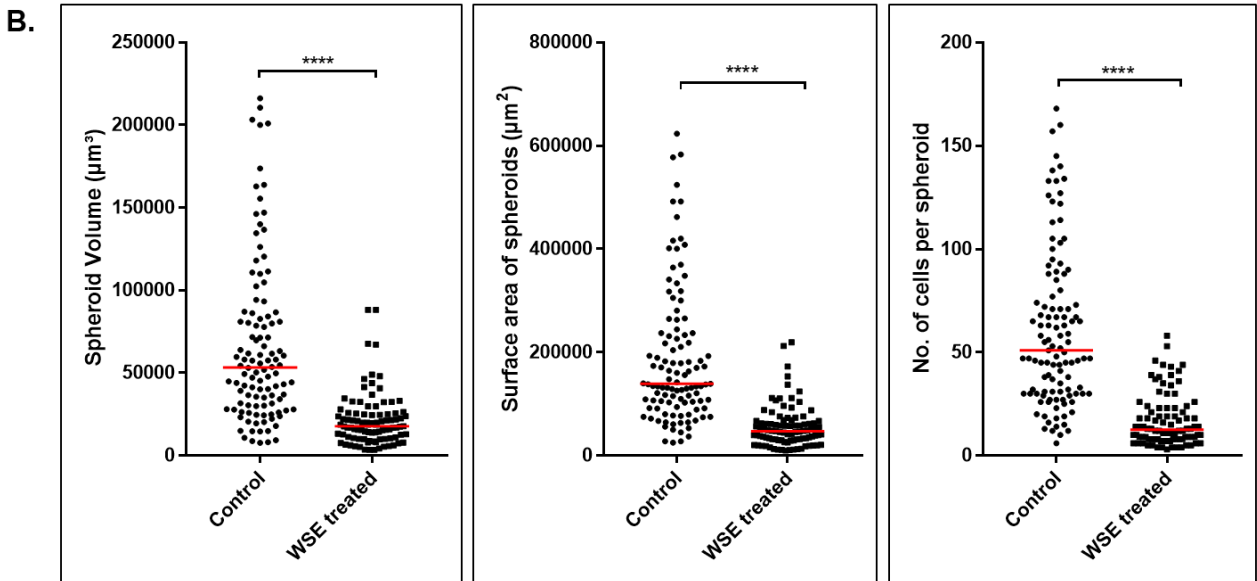 B.
Spheroid Volume (µm³)
250000
200000
150000
100000
50000
0
****
Control
WSE treated
Surface area of spheroids (µm²)
800000
600000
400000
200000
0
****
Control
WSE treated
No. of cells per spheroid
200
150
100
50
0
****
Control
WSE treated